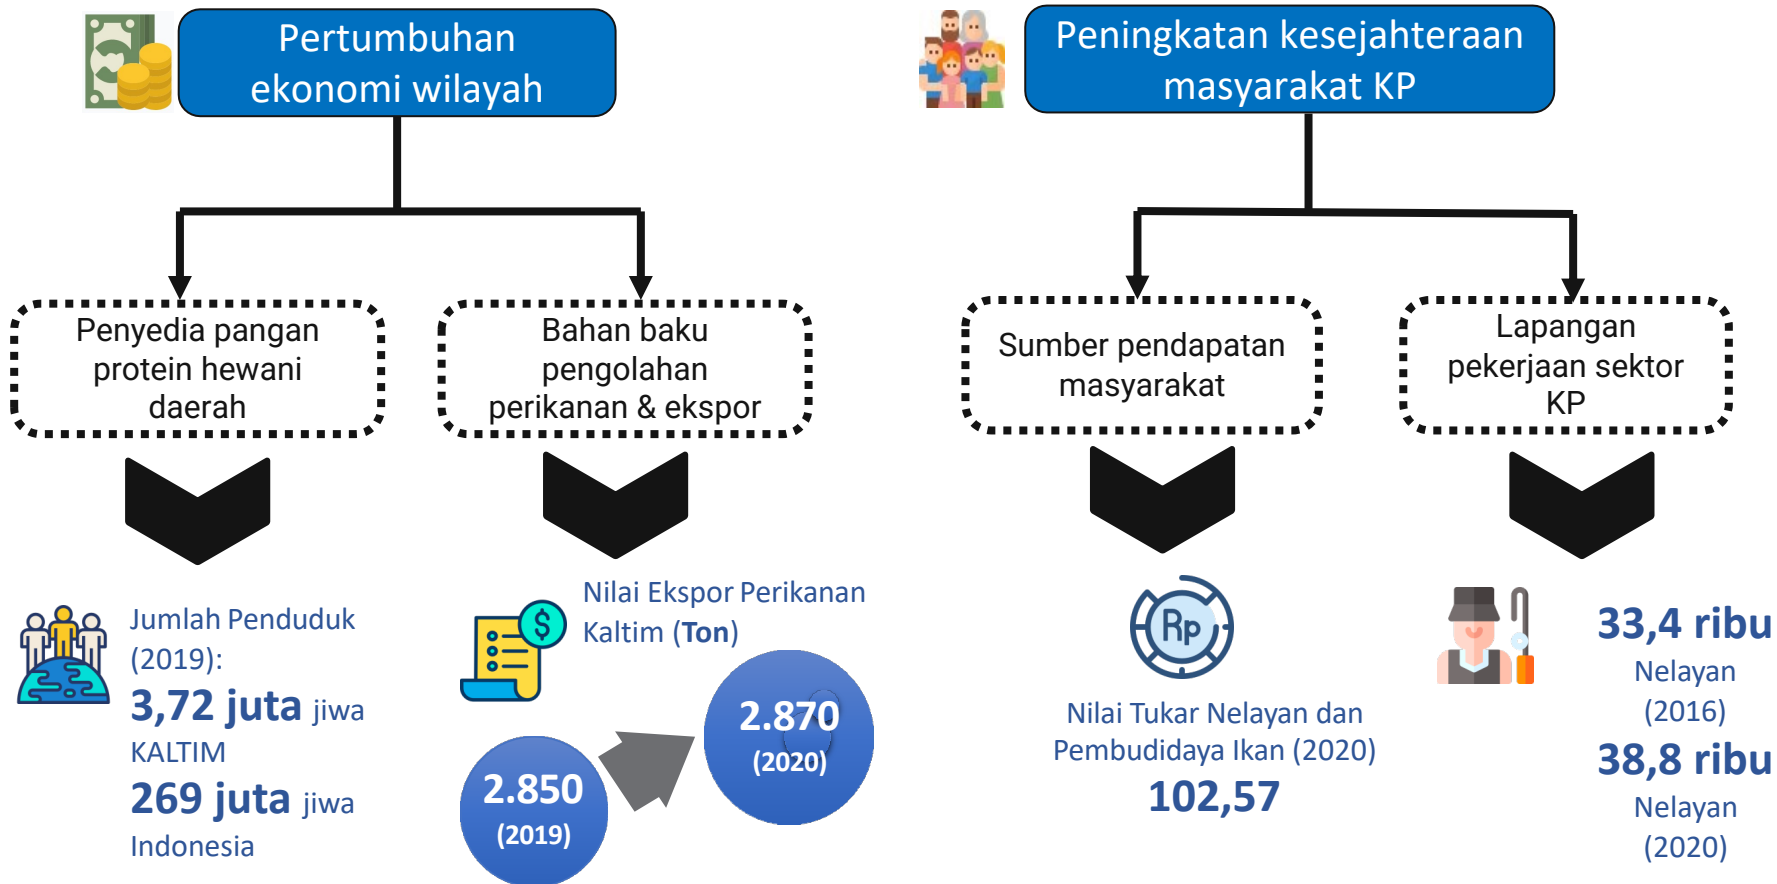 Pertumbuhan
ekonomi wilayah
Peningkatan kesejahteraan
masyarakat KP
Penyedia pangan
protein hewani
daerah
Bahan baku
pengolahan
perikanan & ekspor
Sumber pendapatan
masyarakat
Lapangan
pekerjaan sektor
KP
Jumlah Penduduk
(2019):
3,72 juta jiwa
KALTIM
269 juta jiwa
Indonesia
Nilai Ekspor Perikanan
Kaltim (Ton)
$
2.850
(2019)
2.870
(2020)
Rp
Nilai Tukar Nelayan dan
Pembudidaya Ikan (2020)
102,57
33,4 ribu
Nelayan
(2016)
38,8 ribu
Nelayan
(2020)